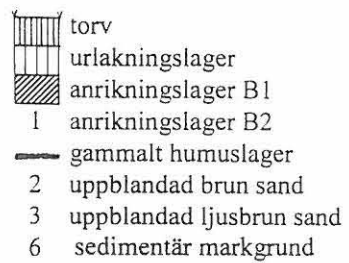 torv
urlakningslager
anrikningslager B1
1 anrikningslager B2
gammalt humuslager
2 uppblandad brun sand
3 uppblandad ljusbrun sand
6 sedimentär markgrund